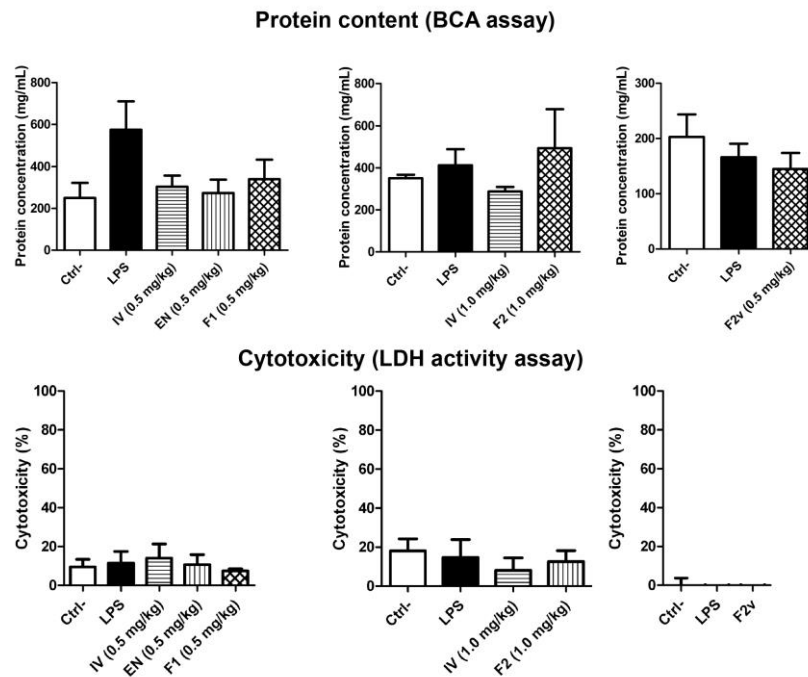 Protein content (BCA assay)
Protein concentration (mg/mL)
800
600
400
200
0
Ctrl-
LPS
IV (0.5 mg/kg)
EN (0.5 mg/kg)
F1 (0.5 mg/kg)
Protein concentration (mg/mL)
800
600
400
200
0
Ctrl-
LPS
IV (1.0 mg/kg)
F2 (1.0 mg/kg)
Protein concentration (mg/mL)
300
200
100
0
Ctrl-
LPS
F2v (0.5 mg/kg)
Cytotoxicity (LDH activity assay)
Cytotoxicity (%)
100
80
60
40
20
0
Ctrl-
LPS
IV (0.5 mg/kg)
EN (0.5 mg/kg)
F1 (0.5 mg/kg)
Cytotoxicity (%)
100
80
60
40
20
0
Ctrl-
LPS
IV (1.0 mg/kg)
F2 (1.0 mg/kg)
Cytotoxicity (%)
100
80
60
40
20
0
Ctrl-
LPS
F2v